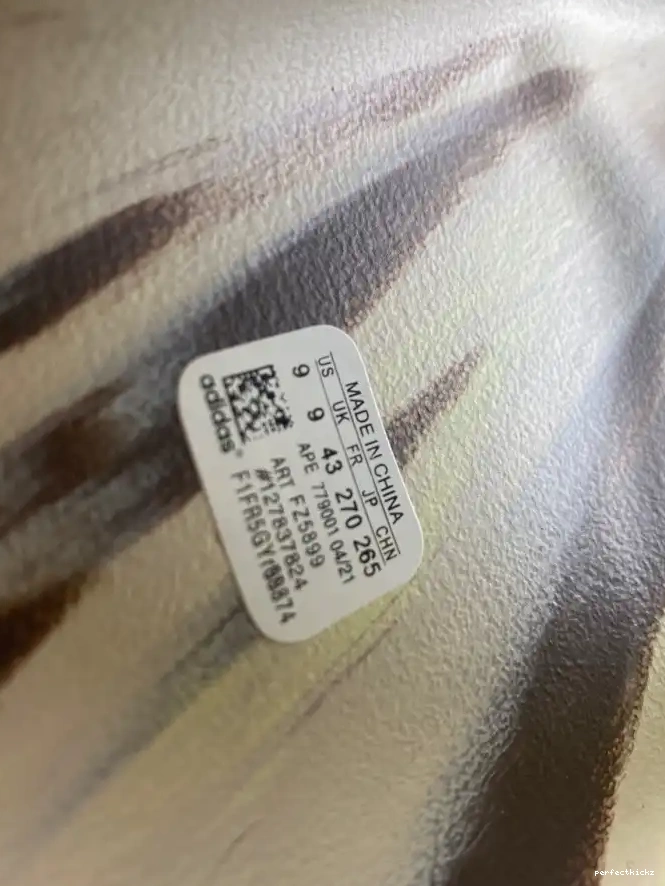 MADE IN CHINA
US UK FR JP CHN
9 9 43 270 265
APE 779001 04/21
ART FZ5899
#127837824
adidas
perfectkickz